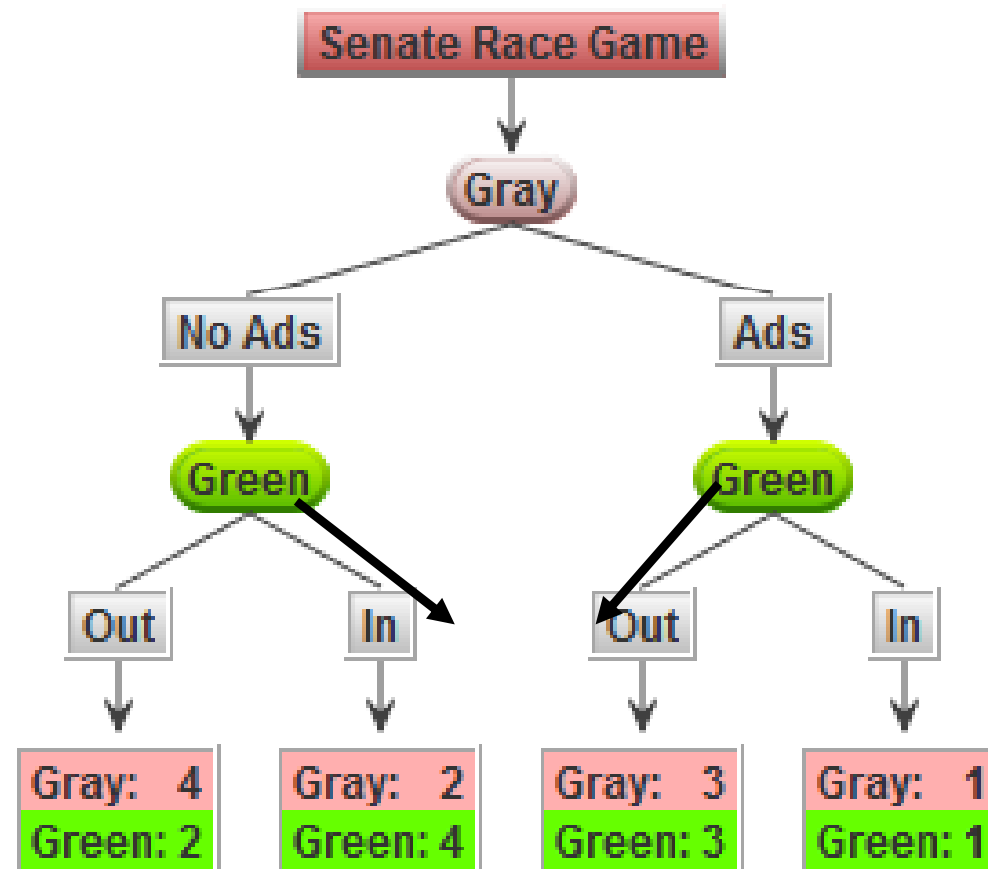 Senate Race Game
Gray
No Ads
Ads
Green
Green
Out
In
Out
In
Gray: 4
Gray: 2
Gray: 3
Gray: 1
Green: 2
Green: 4
Green: 3
Green: 1